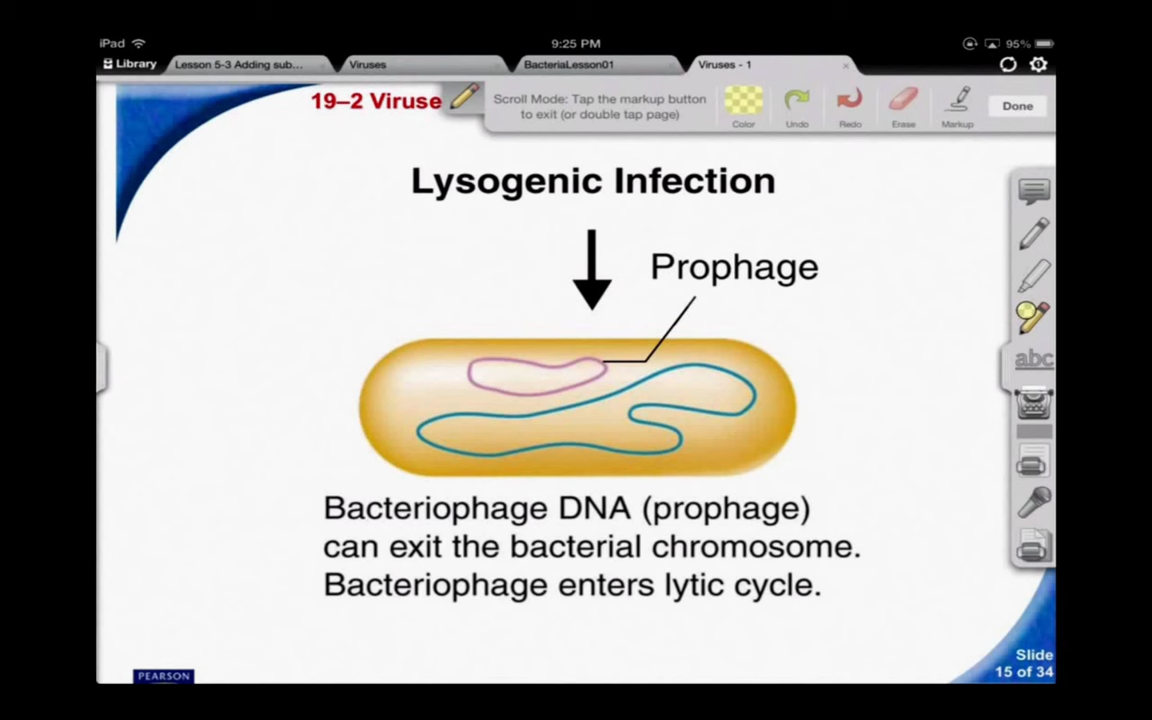 iPad
9:25 PM
95%
Library
Lesson 5-3 Adding sub...
Viruses
BacteriaLesson01
Viruses - 1
19–2 Viruse
Scroll Mode: Tap the markup button
to exit (or double tap page)
Color
Undo
Redo
Erase
Markup
Done
Lysogenic Infection
Prophage
abc
Bacteriophage DNA (prophage)
can exit the bacterial chromosome.
Bacteriophage enters lytic cycle.
PEARSON
Slide
15 of 34